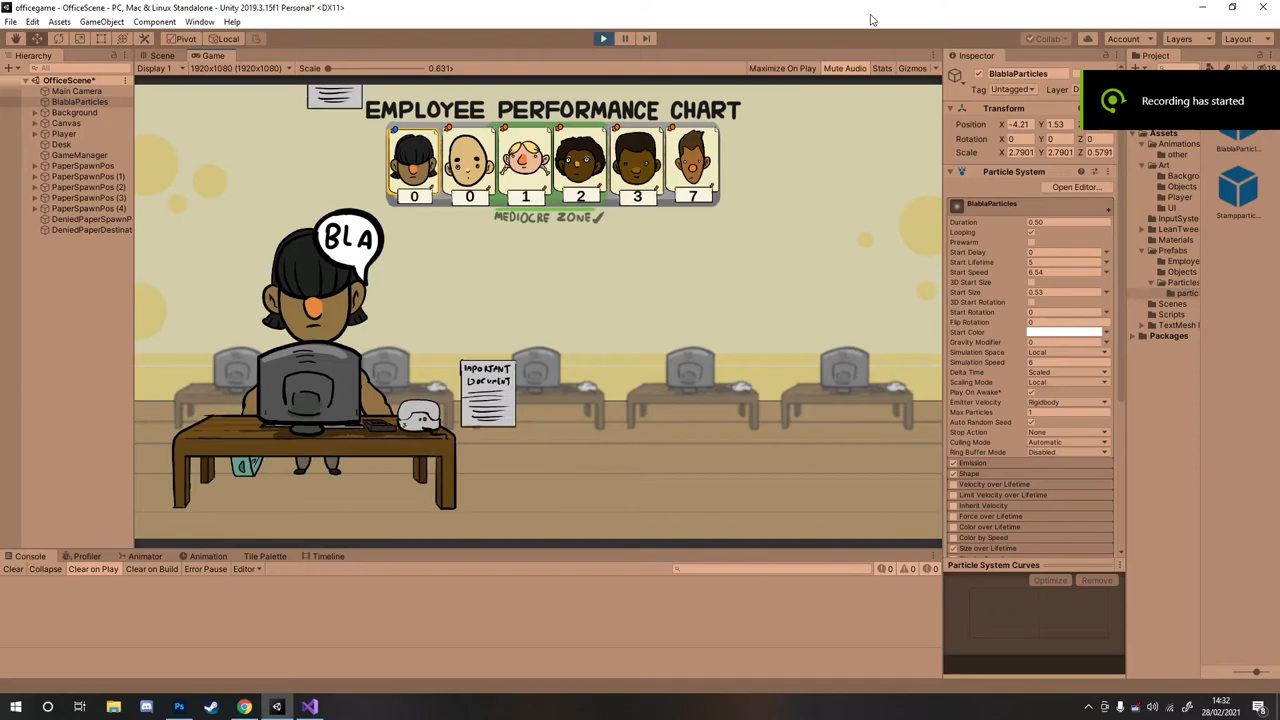 officegame - OfficeScene - PC, Mac & Linux Standalone - Unity 2019.3.15f1 Personal* <DX11>
File Edit Assets GameObject Component Window Help
Pivot Local Collab Account Layers Layout
Hierarchy
All
OfficeScene*
Main Camera
BlablaParticles
Background
Canvas
Player
Desk
GameManager
PaperSpawnPos
PaperSpawnPos (1)
PaperSpawnPos (2)
PaperSpawnPos (3)
PaperSpawnPos (4)
DeniedPaperSpawnP
DeniedPaperDestinat
Scene Game
Display 1 1920x1080 (1920x1080) Scale 0.631x Maximize On Play Mute Audio Stats Gizmos
EMPLOYEE PERFORMANCE CHART
0 0 1 2 3 7
MEDIOCRE ZONE
BLA
IMPORTANT
DOCUMENT
Inspector
BlablaParticles
Tag Untagged Layer D
Transform
Position X -4.21 Y 1.53
Rotation X 0 Y 0 Z 0
Scale X 2.7901 Y 2.7901 Z 0.5791
Particle System
Open Editor...
BlablaParticles
Duration 0.50
Looping
Prewarm
Start Delay 0
Start Lifetime 5
Start Speed 6.54
3D Start Size
Start Size 0.53
3D Start Rotation
Start Rotation 0
Flip Rotation 0
Start Color
Gravity Modifier 0
Simulation Space Local
Simulation Speed 6
Delta Time Scaled
Scaling Mode Local
Play On Awake*
Emitter Velocity Rigidbody
Max Particles 1
Auto Random Seed
Stop Action None
Culling Mode Automatic
Ring Buffer Mode Disabled
Emission
Shape
Velocity over Lifetime
Limit Velocity over Lifetime
Inherit Velocity
Force over Lifetime
Color over Lifetime
Color by Speed
Size over Lifetime
Particle System Curves
Optimize Remove
Project
Recording has started
Assets
Animations
other
Art
Backgro
Objects
Player
UI
InputSyste
LeanTwee
Materials
Prefabs
Employe
Objects
Particles
partic
Scenes
Scripts
TextMesh I
Packages
BlablaParticl..
Stamppartic..
Console Profiler Animator Animation Tile Palette Timeline
Clear Collapse Clear on Play Clear on Build Error Pause Editor 0 0 0
14:32
28/02/2021